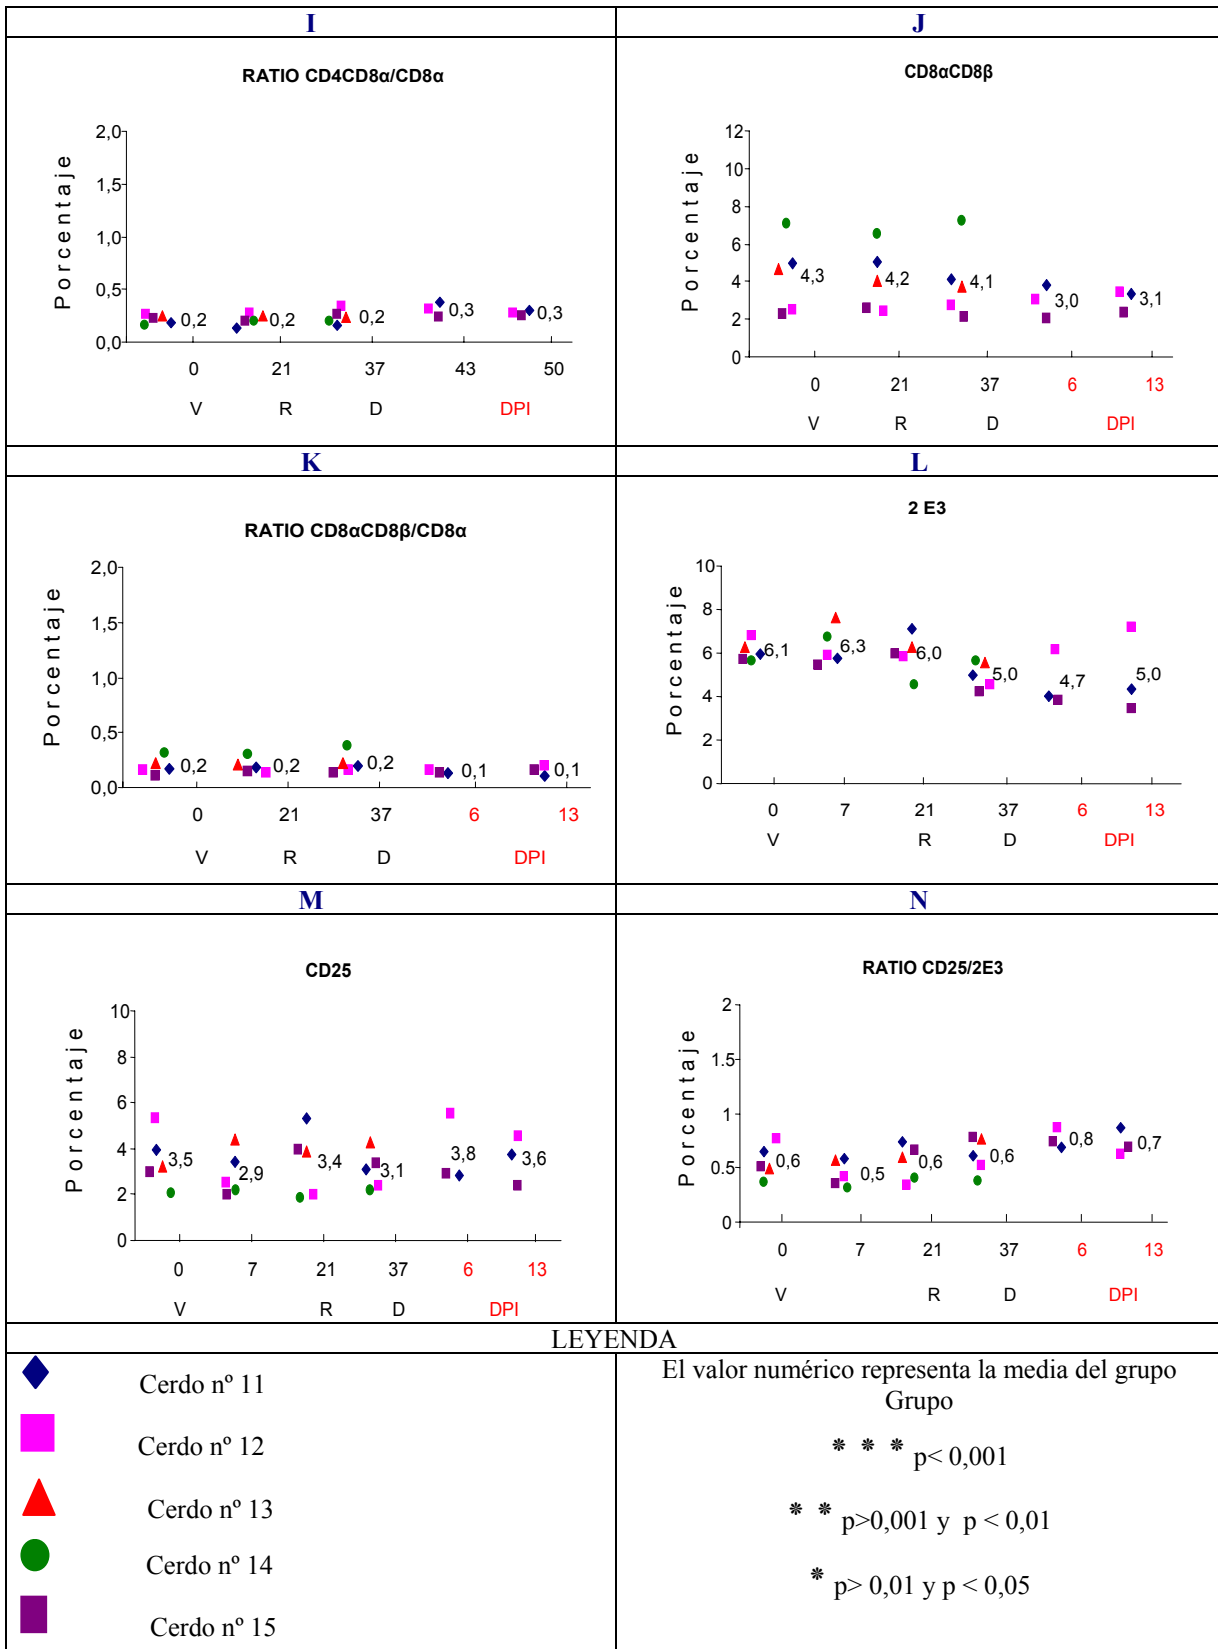 I
RATIO CD4CD8α/CD8α
Porcentaje
2,0
1,5
1,0
0,5
0,0
0,2 0,2 0,2 0,3 0,3
0 21 37 43 50
V R D DPI
J
CD8αCD8β
Porcentaje
12
10
8
6
4
2
0
4,3 4,2 4,1 3,0 3,1
0 21 37 6 13
V R D DPI
K
RATIO CD8αCD8β/CD8α
Porcentaje
2,0
1,5
1,0
0,5
0,0
0,2 0,2 0,2 0,1 0,1
0 21 37 6 13
V R D DPI
L
2 E3
Porcentaje
10
8
6
4
2
0
6,1 6,3 6,0 5,0 4,7 5,0
0 7 21 37 6 13
V R D DPI
M
CD25
Porcentaje
10
8
6
4
2
0
3,5 2,9 3,4 3,1 3,8 3,6
0 7 21 37 6 13
V R D DPI
N
RATIO CD25/2E3
Porcentaje
2
1.5
1
0.5
0
0,6 0,5 0,6 0,6 0,8 0,7
0 7 21 37 6 13
V R D DPI
LEYENDA
Cerdo nº 11
Cerdo nº 12
Cerdo nº 13
Cerdo nº 14
Cerdo nº 15
El valor numérico representa la media del grupo
Grupo
* * * p< 0,001
* * p>0,001 y p < 0,01
* p> 0,01 y p < 0,05